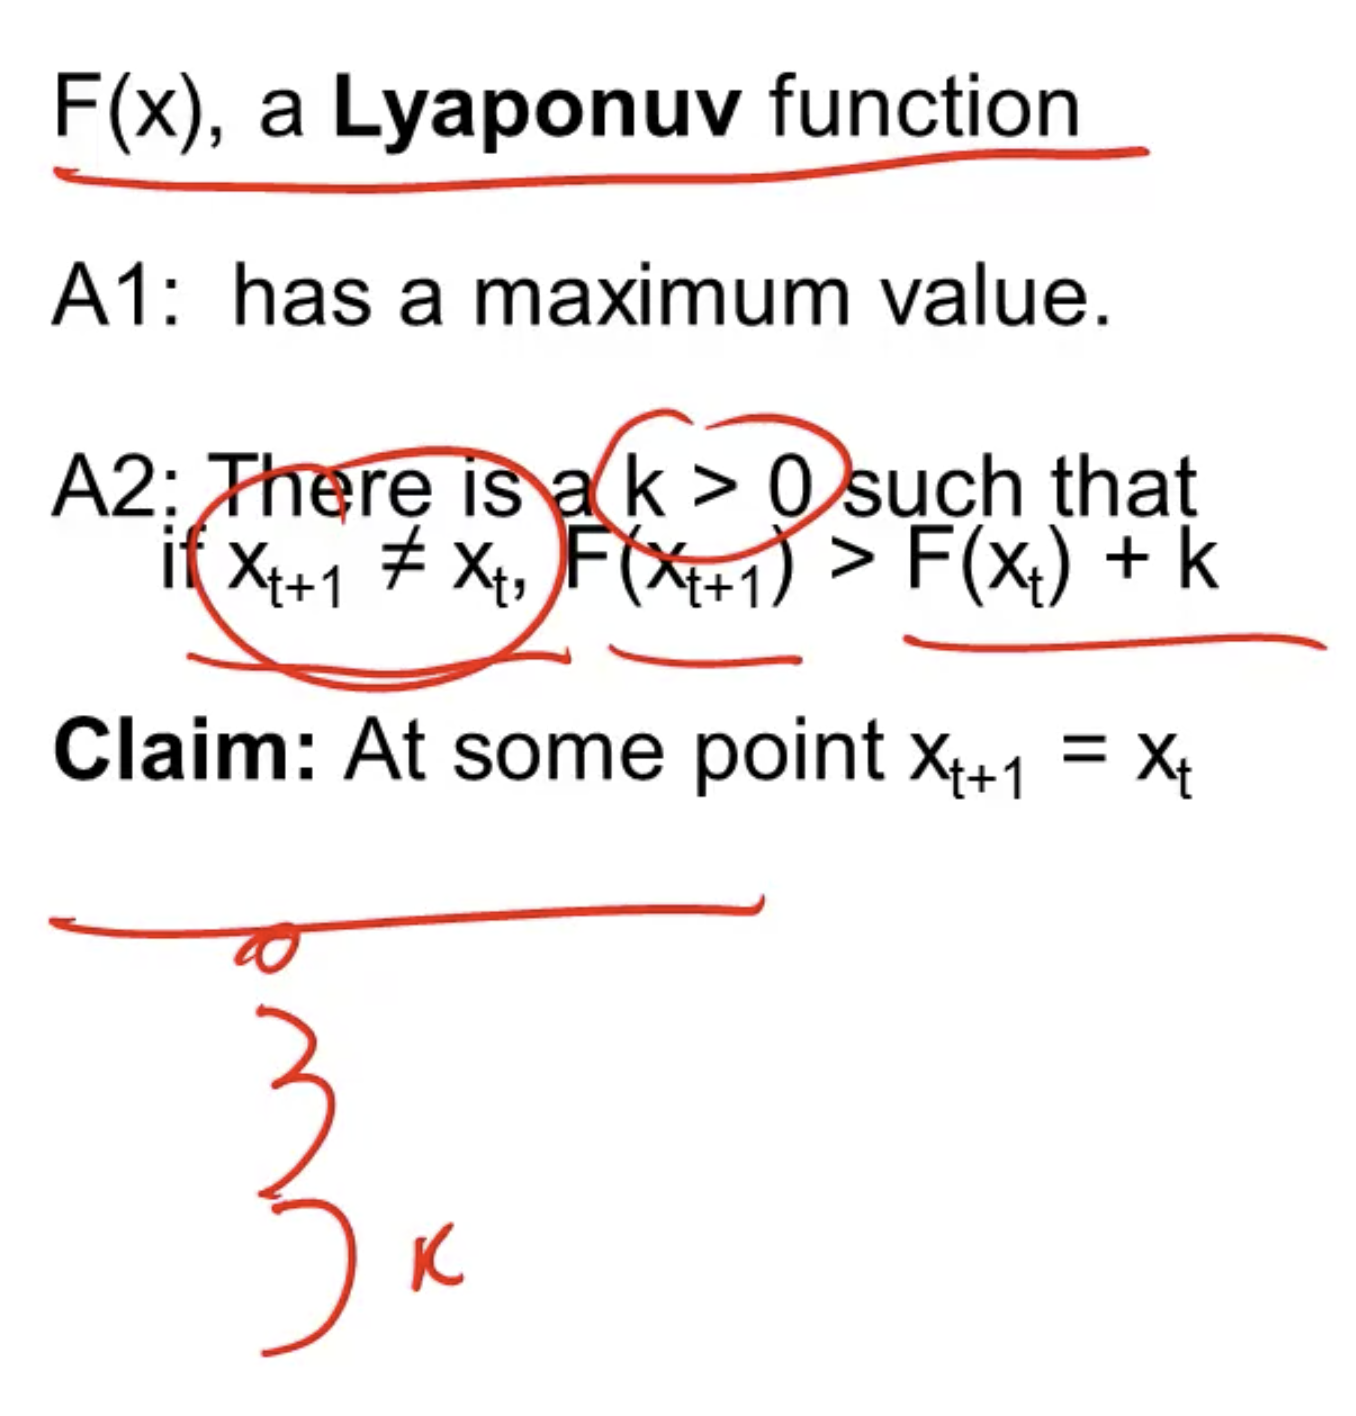 F(x), a Lyaponuv function
A1: has a maximum value.
A2: There is a k > 0 such that
if xₜ₊₁ ≠ xₜ, F(xₜ₊₁) > F(xₜ) + k
Claim: At some point xₜ₊₁ = xₜ
K